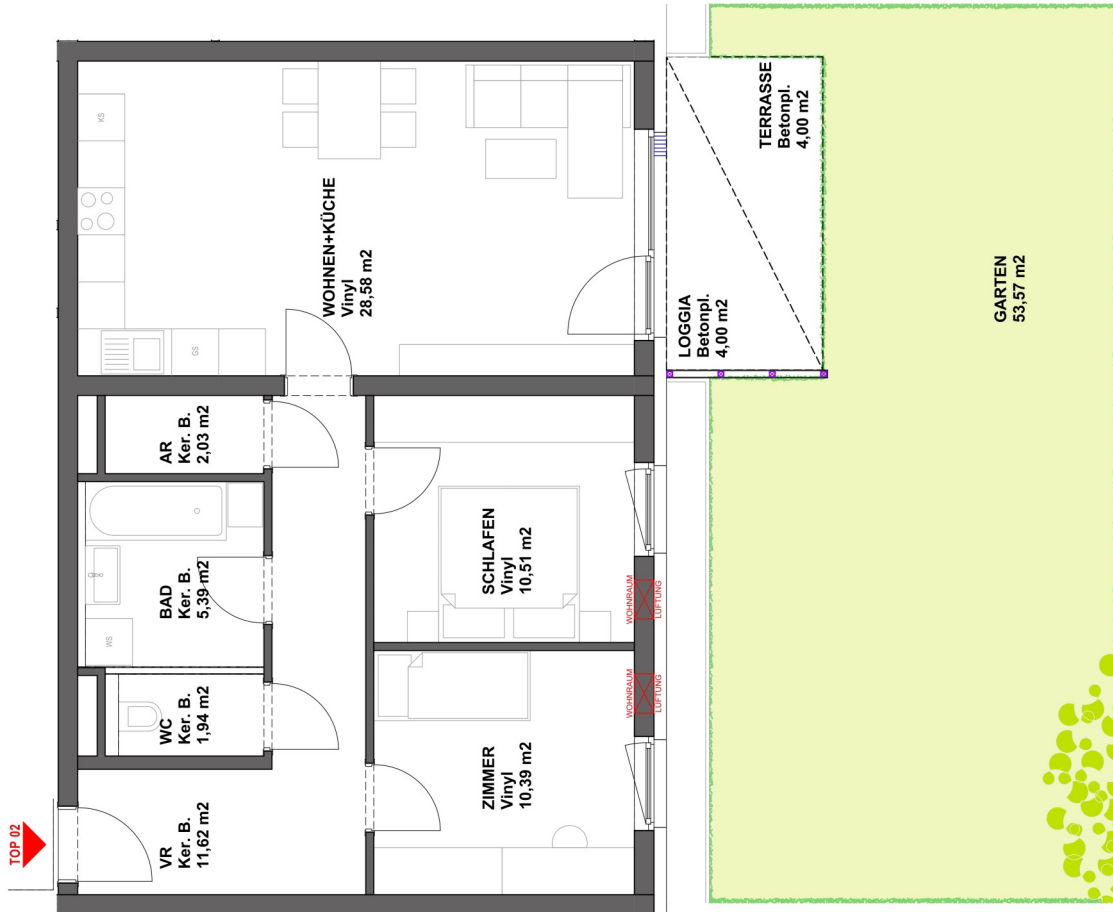 KS
GS
WS
WOHNEN+KÜCHE
Vinyl
28,58 m2
TERRASSE
Betonpl.
4,00 m2
LOGGIA
Betonpl.
4,00 m2
GARTEN
53,57 m2
AR
Ker. B.
2,03 m2
BAD
Ker. B.
5,39 m2
SCHLAFEN
Vinyl
10,51 m2
WOHNRAUM
LÜFTUNG
WOHNRAUM
LÜFTUNG
WC
Ker. B.
1,94 m2
ZIMMER
Vinyl
10,39 m2
VR
Ker. B.
11,62 m2
TOP 02